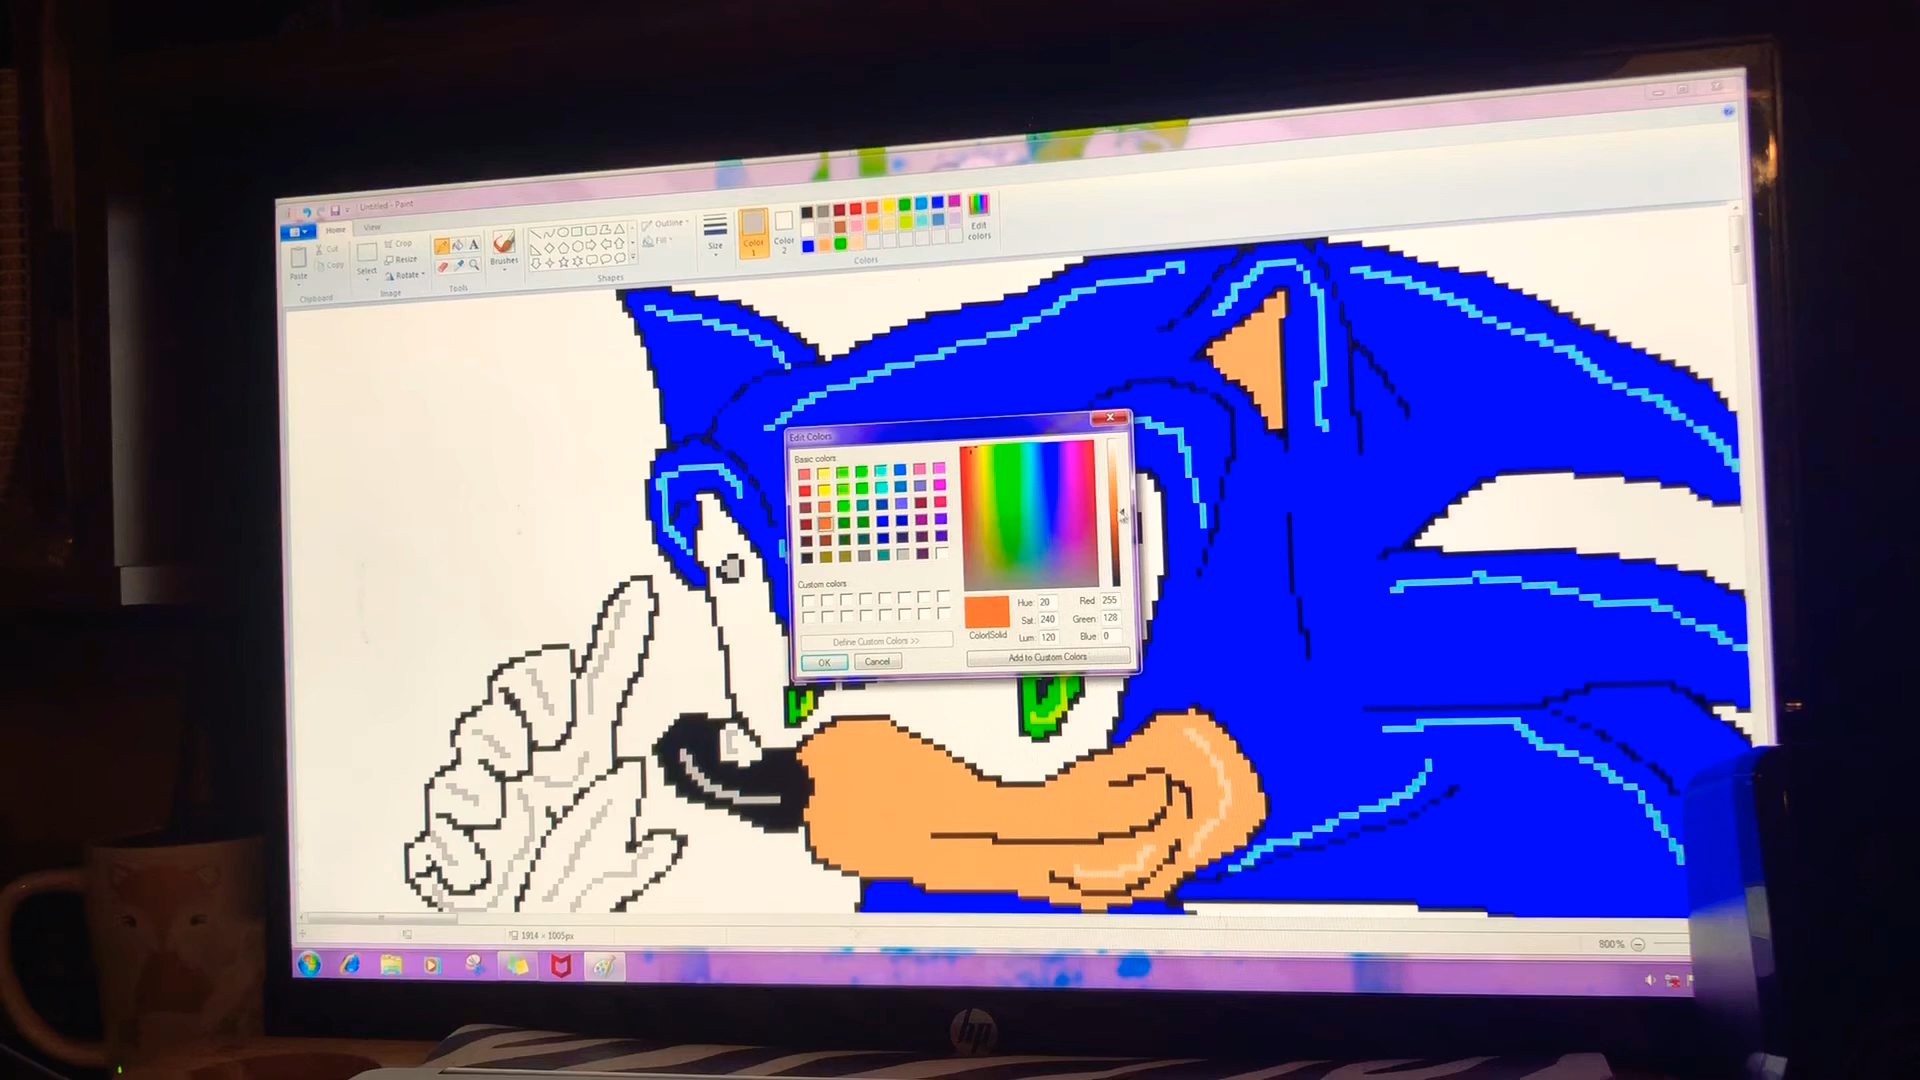 Untitled - Paint
Home
View
Paste
Cut
Copy
Clipboard
Select
Crop
Resize
Rotate
Image
A
Tools
Brushes
Shapes
Outline
Fill
Size
Color
1
Color
2
Colors
Edit
colors
Edit Colors
X
Basic colors:
Custom colors:
Define Custom Colors >>
OK
Cancel
Color|Solid
Hue: 20
Sat: 240
Lum: 120
Red: 255
Green: 128
Blue: 0
Add to Custom Colors
1914 × 1005px
800%
hp